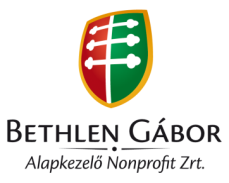 BETHLEN GÁBOR
Alapkezelő Nonprofit Zrt.